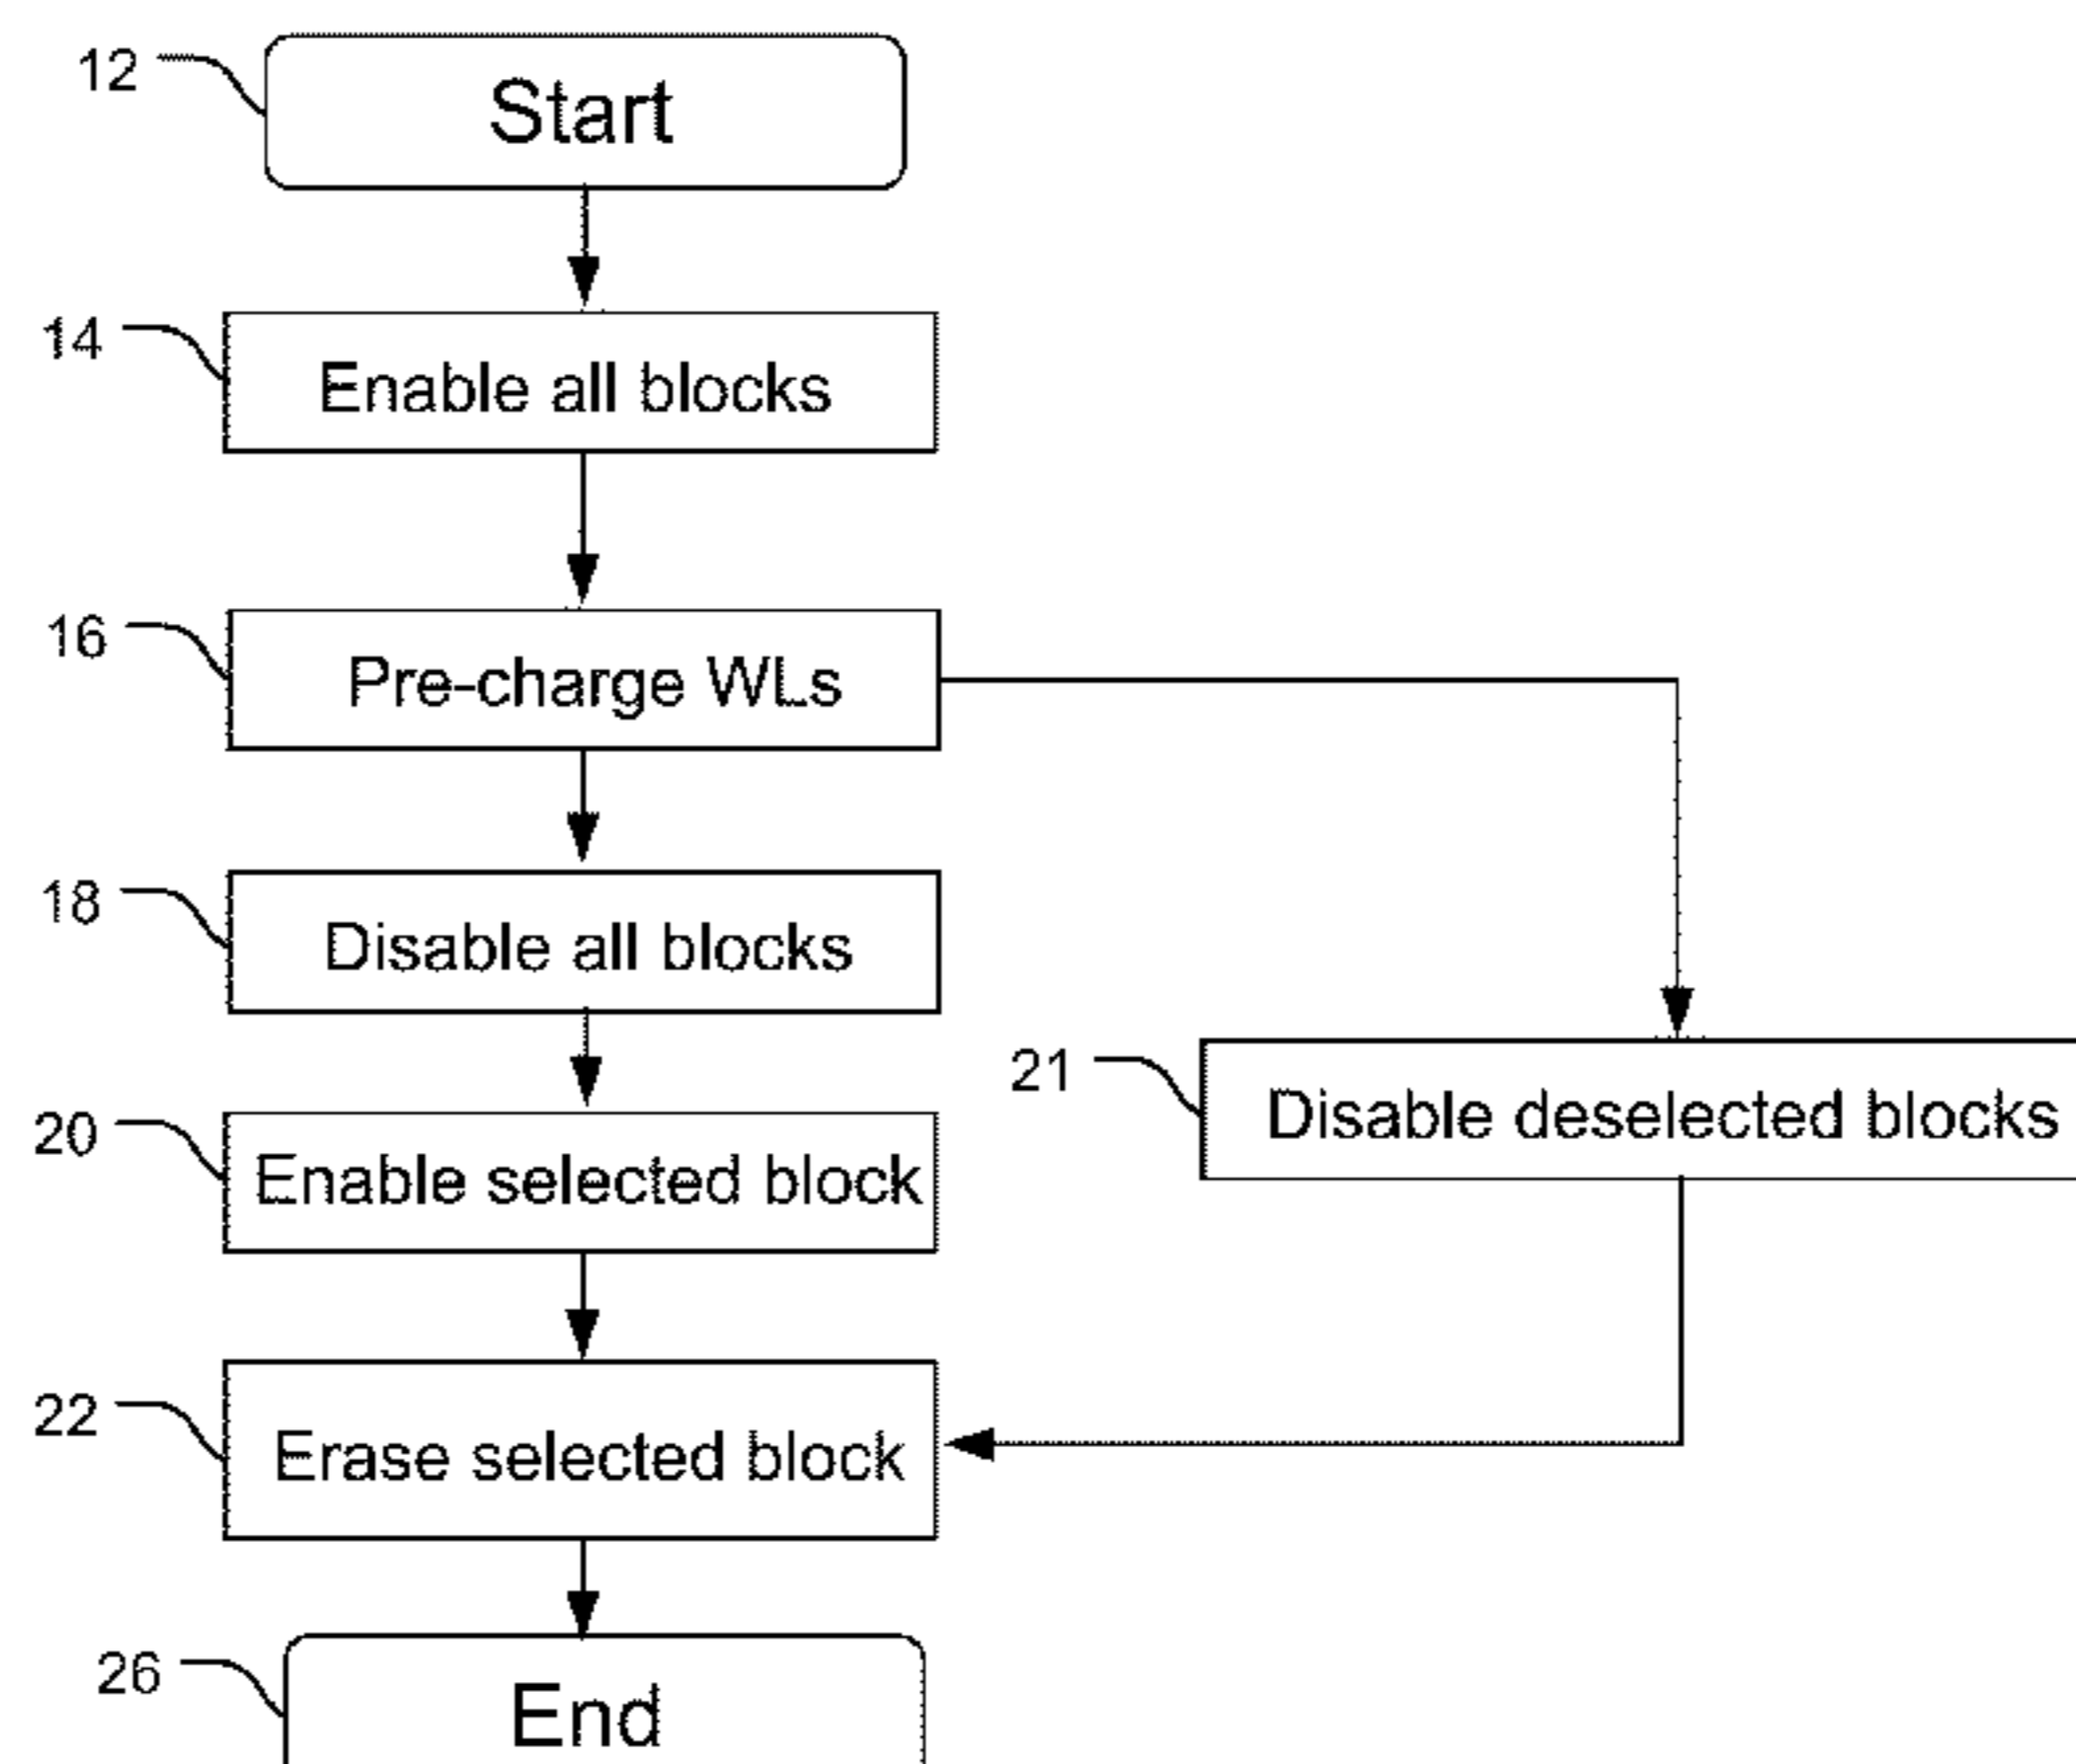 12
Start
14
Enable all blocks
16
Pre-charge WLs
18
Disable all blocks
20
Enable selected block
21
Disable deselected blocks
22
Erase selected block
26
End